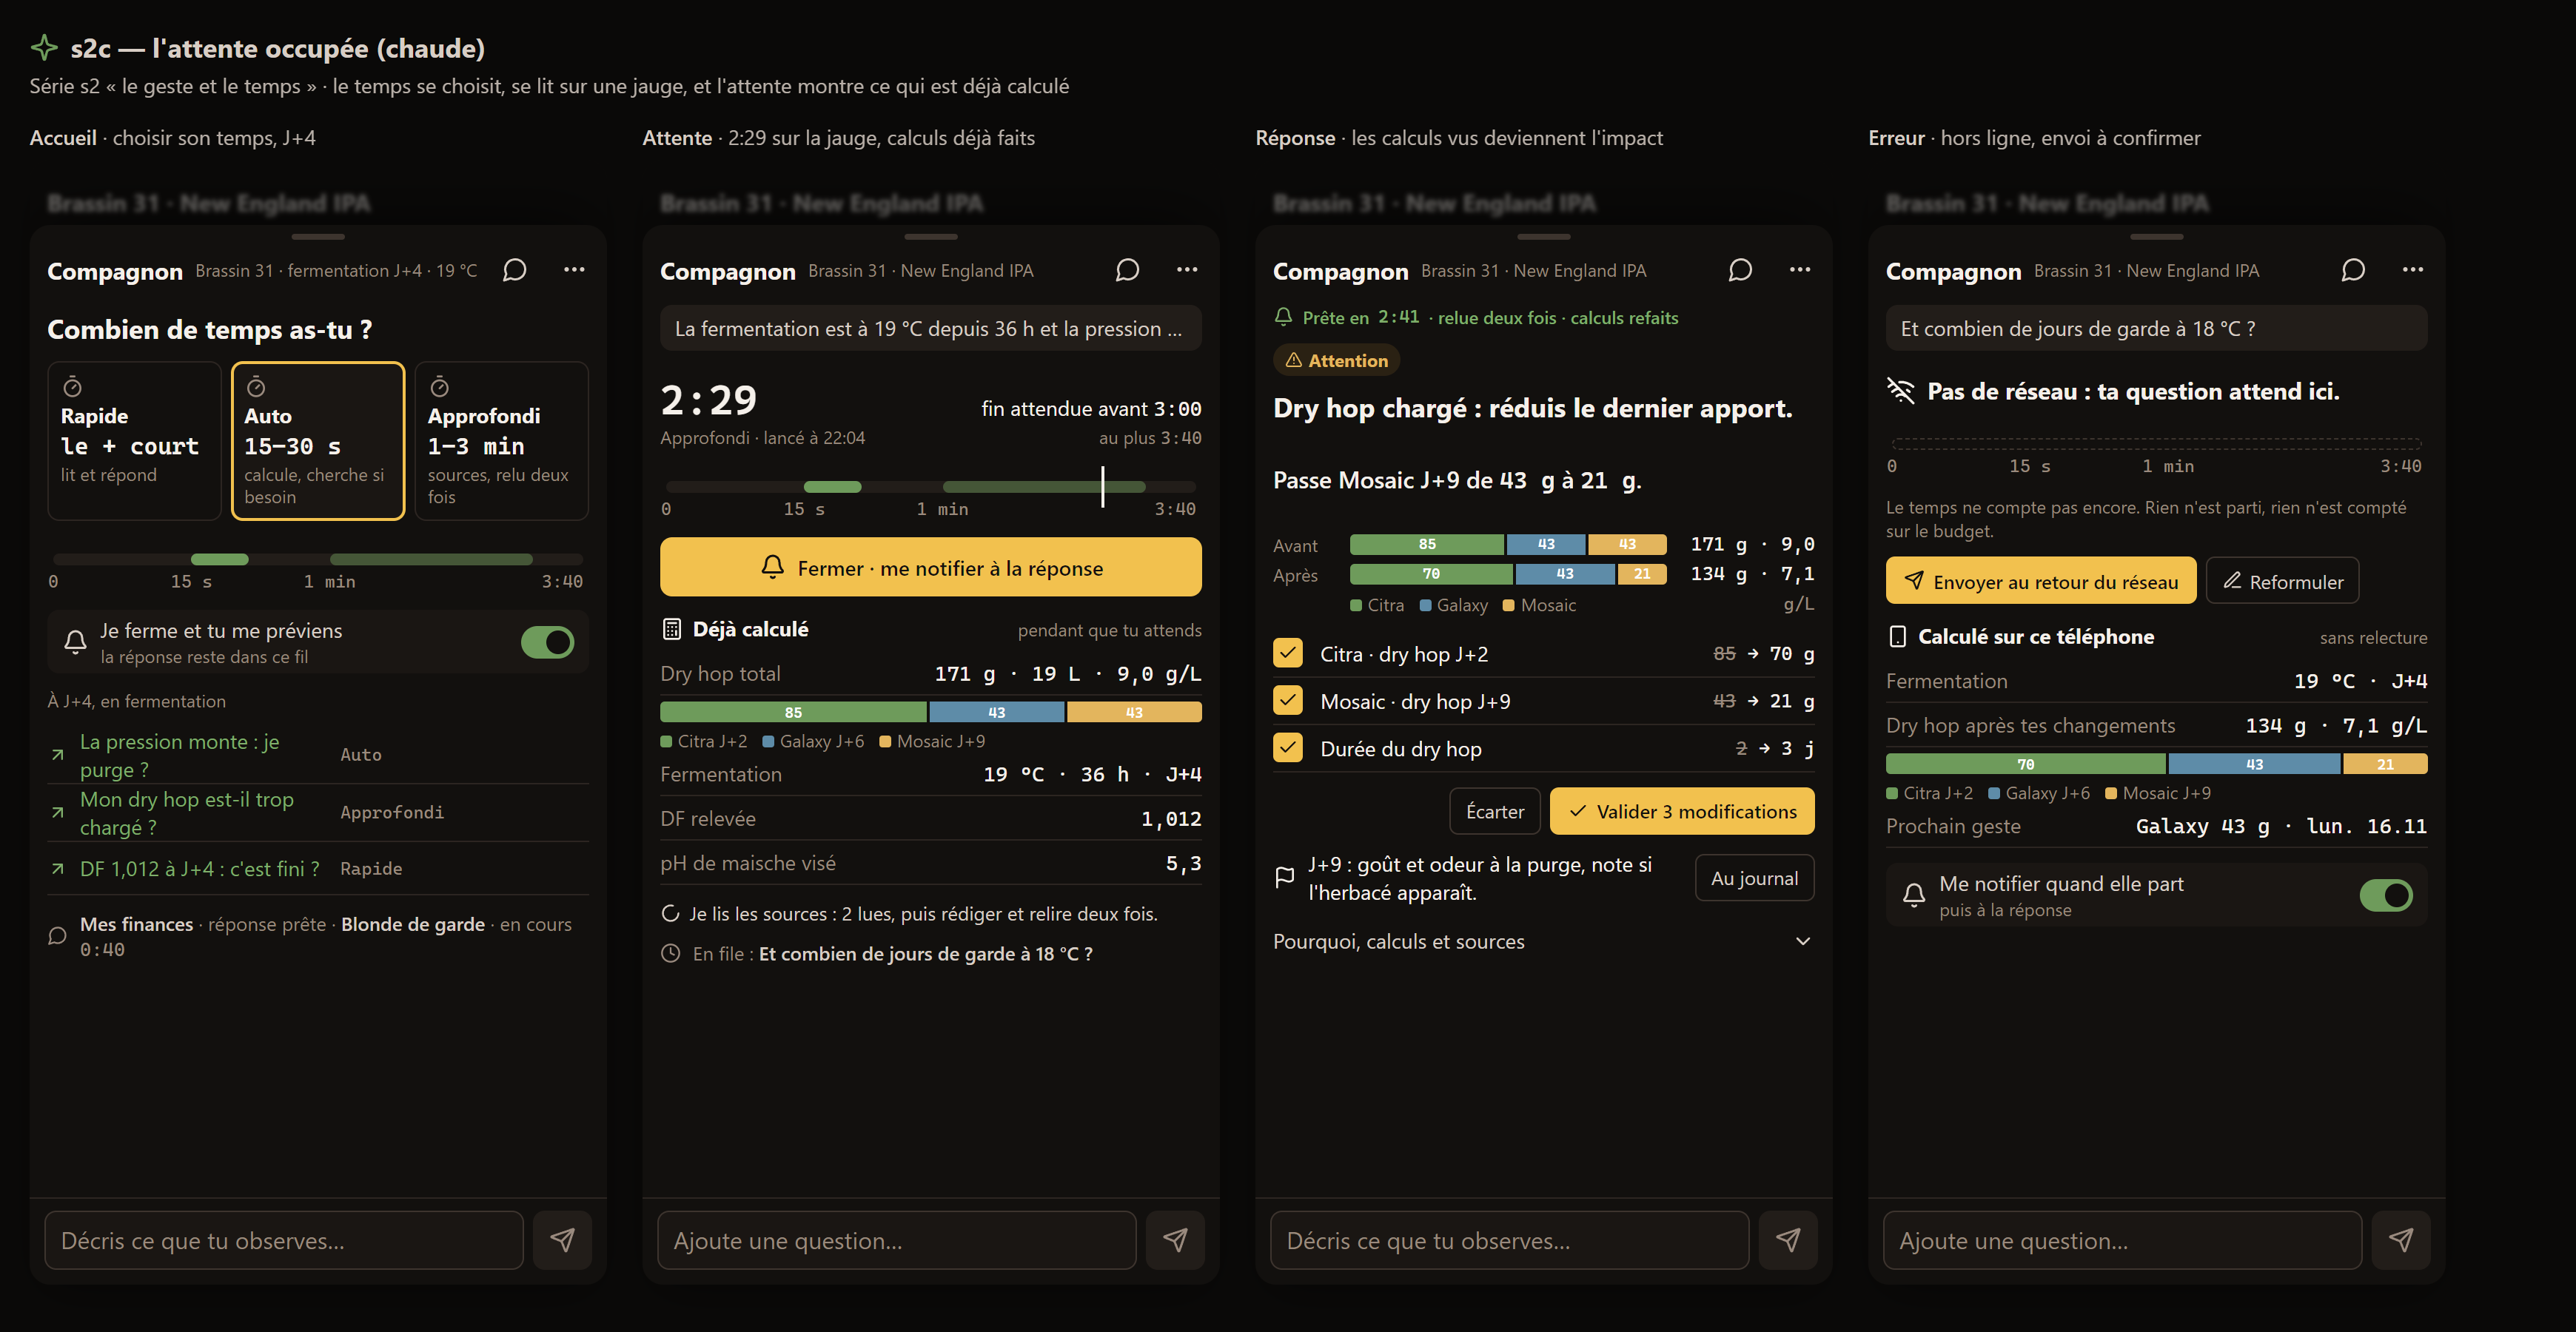 s2c — l'attente occupée (chaude)
Série s2 « le geste et le temps » · le temps se choisit, se lit sur une jauge, et l'attente montre ce qui est déjà calculé
Accueil · choisir son temps, J+4
Brassin 31 · New England IPA
Compagnon Brassin 31 · fermentation J+4 · 19 °C
Combien de temps as-tu ?
Rapide
le + court
lit et répond
Auto
15–30 s
calcule, cherche si
besoin
Approfondi
1–3 min
sources, relu deux
fois
0 15 s 1 min 3:40
Je ferme et tu me préviens
la réponse reste dans ce fil
À J+4, en fermentation
La pression monte : je
purge ?
Auto
Mon dry hop est-il trop
chargé ?
Approfondi
DF 1,012 à J+4 : c'est fini ? Rapide
Mes finances · réponse prête · Blonde de garde · en cours
0:40
Décris ce que tu observes...
Attente · 2:29 sur la jauge, calculs déjà faits
Brassin 31 · New England IPA
Compagnon Brassin 31 · New England IPA
La fermentation est à 19 °C depuis 36 h et la pression ...
2:29
fin attendue avant 3:00
Approfondi · lancé à 22:04
au plus 3:40
0 15 s 1 min 3:40
Fermer · me notifier à la réponse
Déjà calculé pendant que tu attends
Dry hop total 171 g · 19 L · 9,0 g/L
85 43 43
Citra J+2 Galaxy J+6 Mosaic J+9
Fermentation 19 °C · 36 h · J+4
DF relevée 1,012
pH de maische visé 5,3
Je lis les sources : 2 lues, puis rédiger et relire deux fois.
En file : Et combien de jours de garde à 18 °C ?
Ajoute une question...
Réponse · les calculs vus deviennent l'impact
Brassin 31 · New England IPA
Compagnon Brassin 31 · New England IPA
Prête en 2:41 · relue deux fois · calculs refaits
Attention
Dry hop chargé : réduis le dernier apport.
Passe Mosaic J+9 de 43 g à 21 g.
Avant 85 43 43 171 g · 9,0
Après 70 43 21 134 g · 7,1
Citra Galaxy Mosaic g/L
Citra · dry hop J+2 85 → 70 g
Mosaic · dry hop J+9 43 → 21 g
Durée du dry hop 2 → 3 j
Écarter Valider 3 modifications
J+9 : goût et odeur à la purge, note si
l'herbacé apparaît.
Au journal
Pourquoi, calculs et sources
Décris ce que tu observes...
Erreur · hors ligne, envoi à confirmer
Brassin 31 · New England IPA
Compagnon Brassin 31 · New England IPA
Et combien de jours de garde à 18 °C ?
Pas de réseau : ta question attend ici.
0 15 s 1 min 3:40
Le temps ne compte pas encore. Rien n'est parti, rien n'est compté
sur le budget.
Envoyer au retour du réseau Reformuler
Calculé sur ce téléphone sans relecture
Fermentation 19 °C · J+4
Dry hop après tes changements 134 g · 7,1 g/L
70 43 21
Citra J+2 Galaxy J+6 Mosaic J+9
Prochain geste Galaxy 43 g · lun. 16.11
Me notifier quand elle part
puis à la réponse
Ajoute une question...